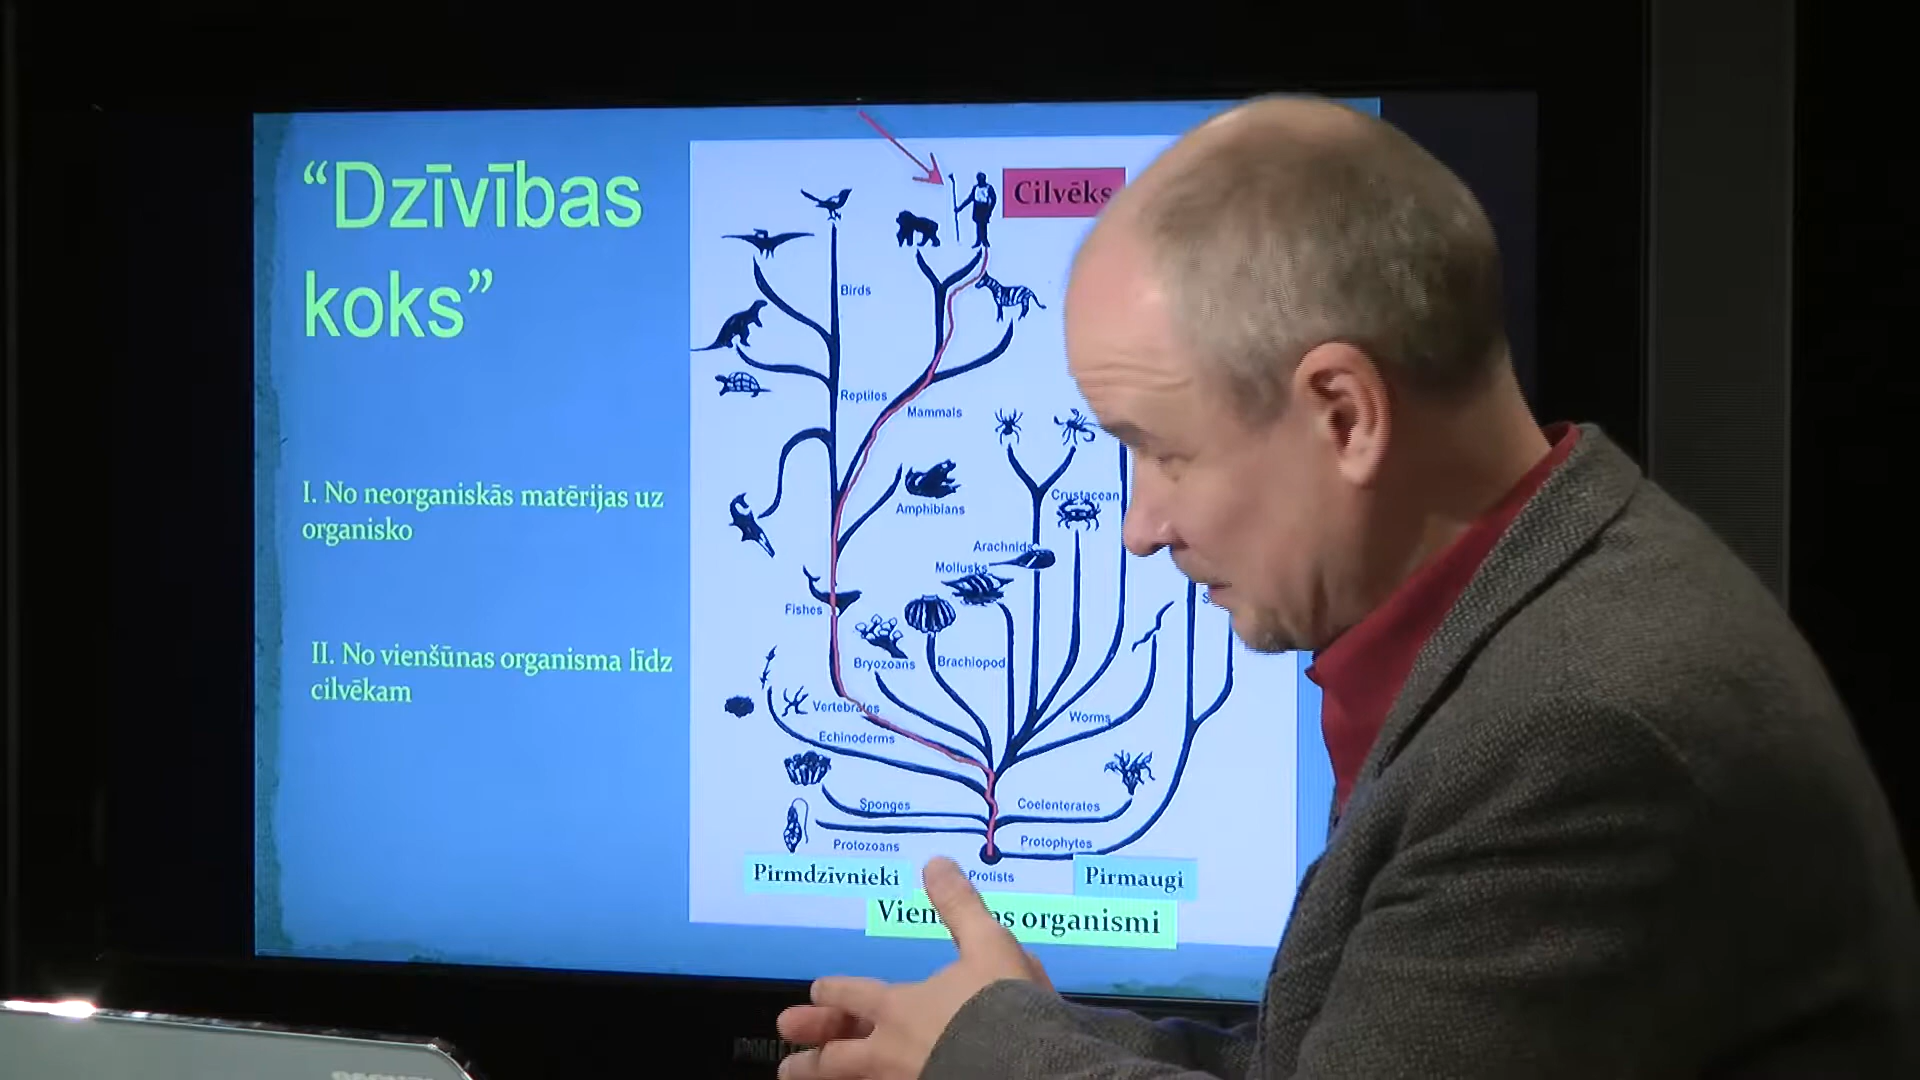 “Dzīvības
koks”
I. No neorganiskās matērijas uz
organisko
II. No vienšūnas organisma līdz
cilvēkam
Cilvēks
Birds
Reptiles
Mammals
Amphibians
Crustacean
Arachnids
Mollusks
Fishes
Bryozoans
Brachiopod
Vertebrates
Worms
Echinoderms
Sponges
Coelenterates
Protozoans
Protophytes
Pirmdzīvnieki
Protists
Pirmaugi
organismi